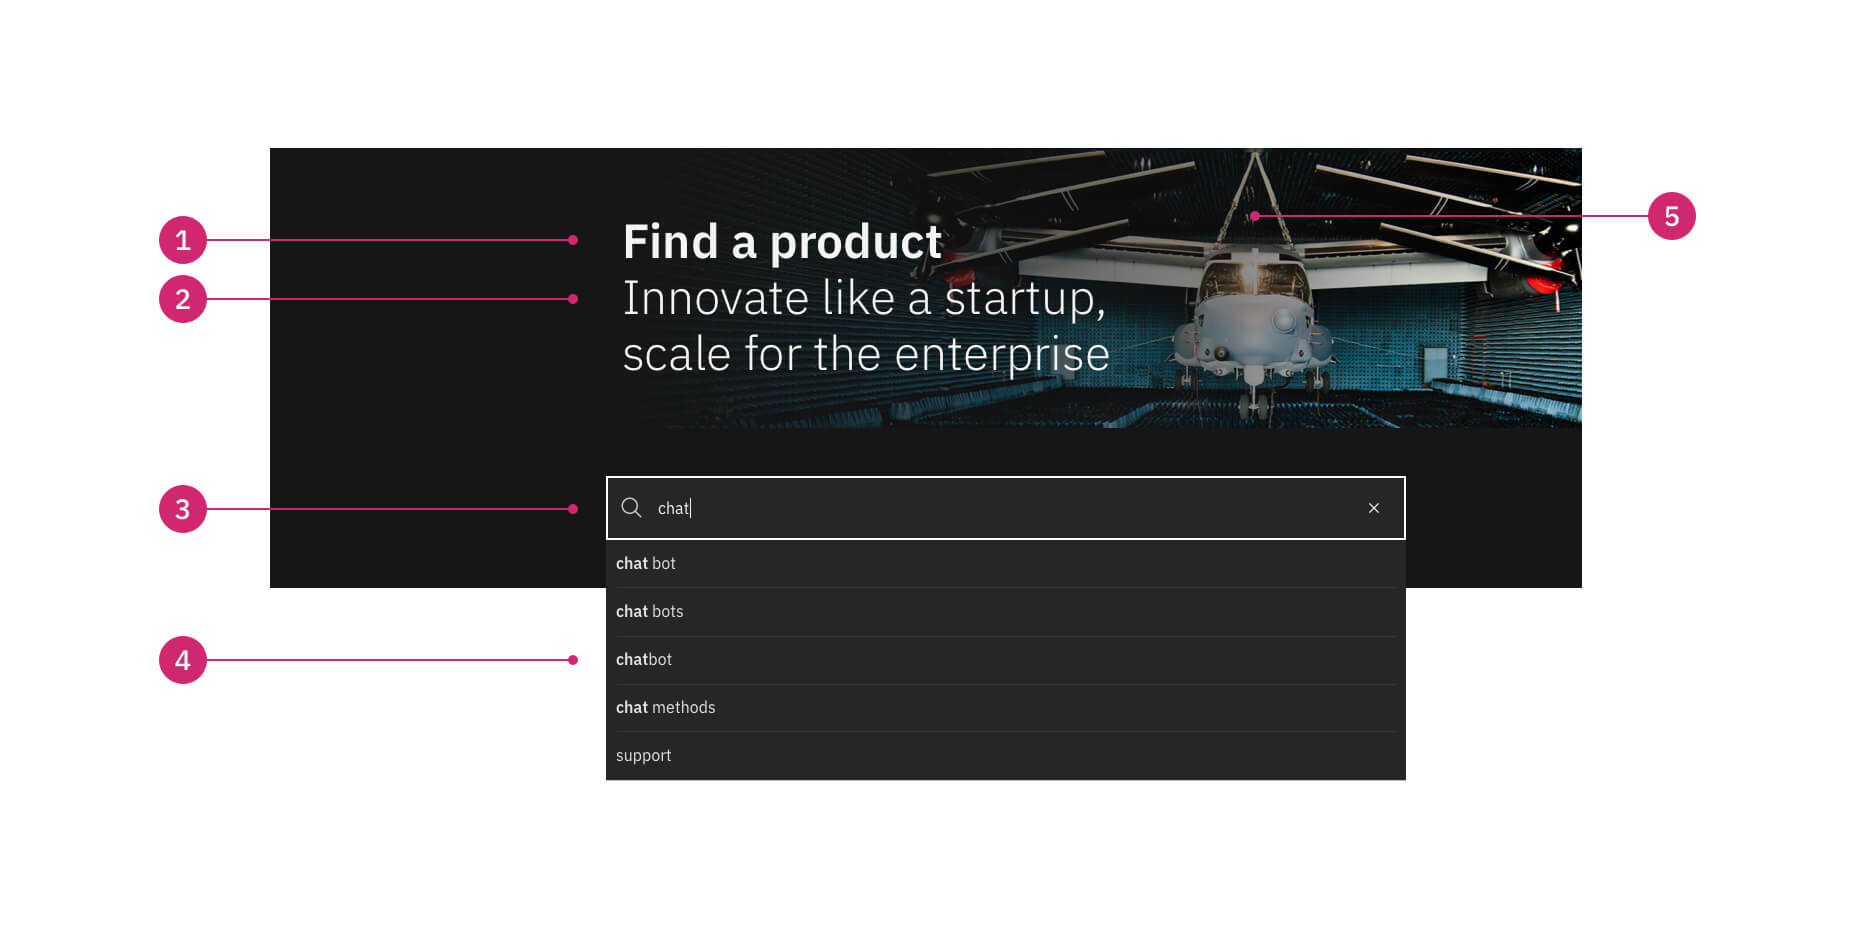 1
Find a product
5
2
Innovate like a startup,
scale for the enterprise
3
chat
chat bot
chat bots
4
chatbot
chat methods
support